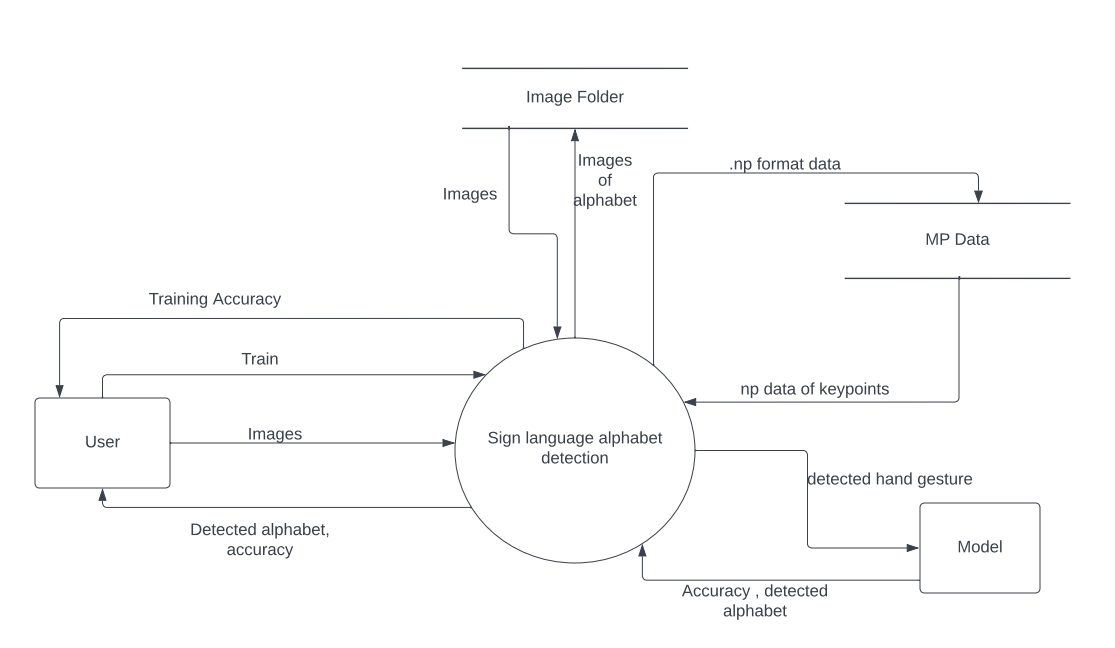 Image Folder
Images
of
alphabet
.np format data
Images
MP Data
Training Accuracy
Train
np data of keypoints
User
Images
Sign language alphabet
detection
detected hand gesture
Detected alphabet,
accuracy
Model
Accuracy , detected
alphabet